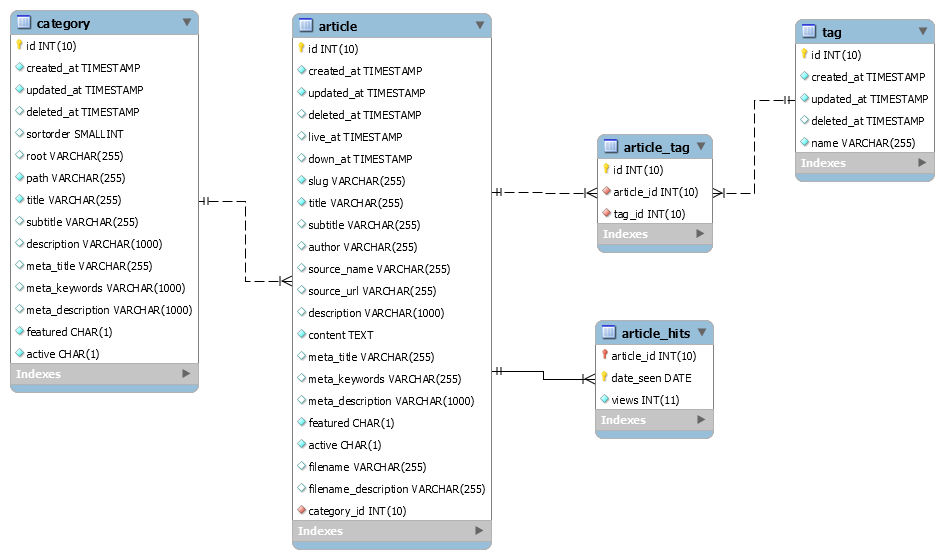 category
id INT(10)
created_at TIMESTAMP
updated_at TIMESTAMP
deleted_at TIMESTAMP
sortorder SMALLINT
root VARCHAR(255)
path VARCHAR(255)
title VARCHAR(255)
subtitle VARCHAR(255)
description VARCHAR(1000)
meta_title VARCHAR(255)
meta_keywords VARCHAR(1000)
meta_description VARCHAR(1000)
featured CHAR(1)
active CHAR(1)
Indexes
article
id INT(10)
created_at TIMESTAMP
updated_at TIMESTAMP
deleted_at TIMESTAMP
live_at TIMESTAMP
down_at TIMESTAMP
slug VARCHAR(255)
title VARCHAR(255)
subtitle VARCHAR(255)
author VARCHAR(255)
source_name VARCHAR(255)
source_url VARCHAR(255)
description VARCHAR(1000)
content TEXT
meta_title VARCHAR(255)
meta_keywords VARCHAR(255)
meta_description VARCHAR(1000)
featured CHAR(1)
active CHAR(1)
filename VARCHAR(255)
filename_description VARCHAR(255)
category_id INT(10)
Indexes
article_tag
id INT(10)
article_id INT(10)
tag_id INT(10)
Indexes
article_hits
article_id INT(10)
date_seen DATE
views INT(11)
Indexes
tag
id INT(10)
created_at TIMESTAMP
updated_at TIMESTAMP
deleted_at TIMESTAMP
name VARCHAR(255)
Indexes